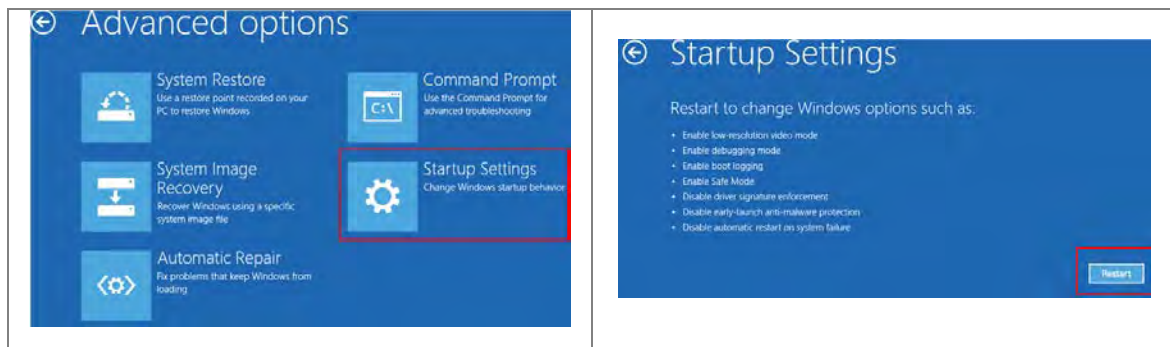 Advanced options
System Restore
Use a restore point recorded on your
PC to restore Windows
Command Prompt
Use the Command Prompt for
advanced troubleshooting
C:\
System Image
Recovery
Recover Windows using a specific
system image file
Startup Settings
Change Windows startup behavior
Automatic Repair
Fix problems that keep Windows from
loading
Startup Settings
Restart to change Windows options such as:
• Enable low-resolution video mode
• Enable debugging mode
• Enable boot logging
• Enable Safe Mode
• Disable driver signature enforcement
• Disable early-launch anti-malware protection
• Disable automatic restart on system failure
Restart